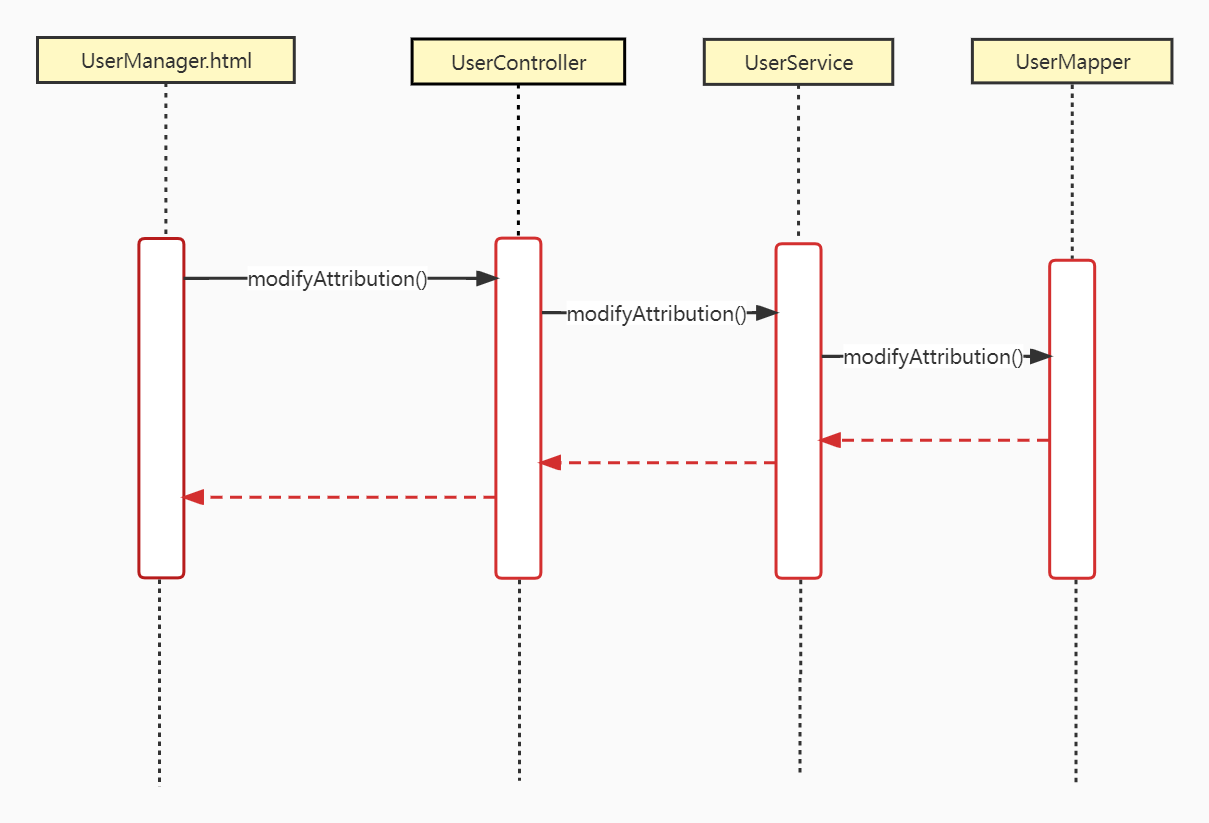 UserManager.html
UserController
UserService
UserMapper
modifyAttribution()
modifyAttribution()
modifyAttribution()